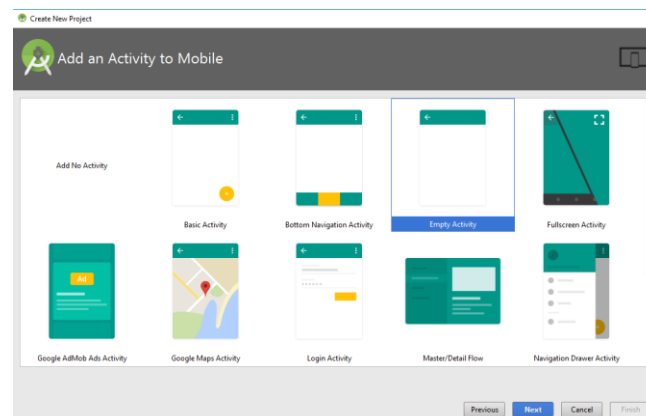 Create New Project
Add an Activity to Mobile
Add No Activity
Basic Activity
Bottom Navigation Activity
Empty Activity
Fullscreen Activity
Ad
Google AdMob Ads Activity
Google Maps Activity
Login Activity
Master/Detail Flow
Navigation Drawer Activity
Previous
Next
Cancel
Finish